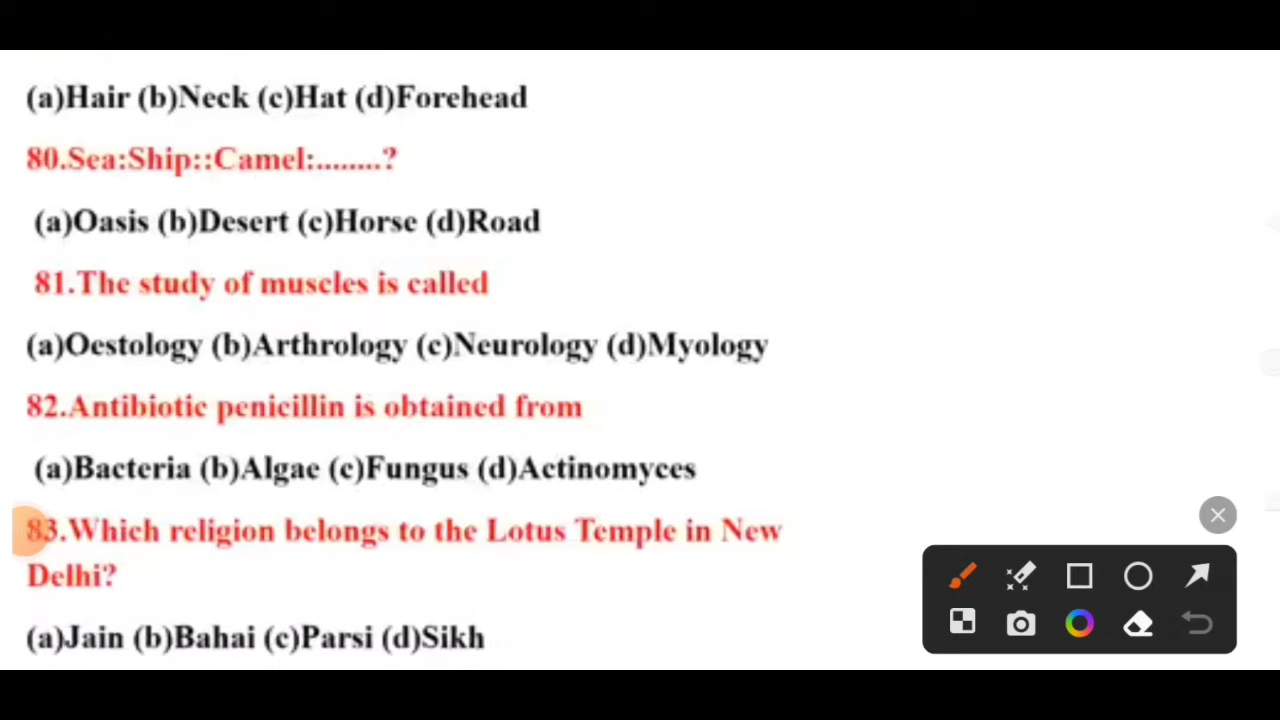 (a)Hair (b)Neck (c)Hat (d)Forehead
80.Sea:Ship::Camel:........?
(a)Oasis (b)Desert (c)Horse (d)Road
81.The study of muscles is called
(a)Oestology (b)Arthrology (c)Neurology (d)Myology
82.Antibiotic penicillin is obtained from
(a)Bacteria (b)Algae (c)Fungus (d)Actinomyces
83.Which religion belongs to the Lotus Temple in New
Delhi?
(a)Jain (b)Bahai (c)Parsi (d)Sikh